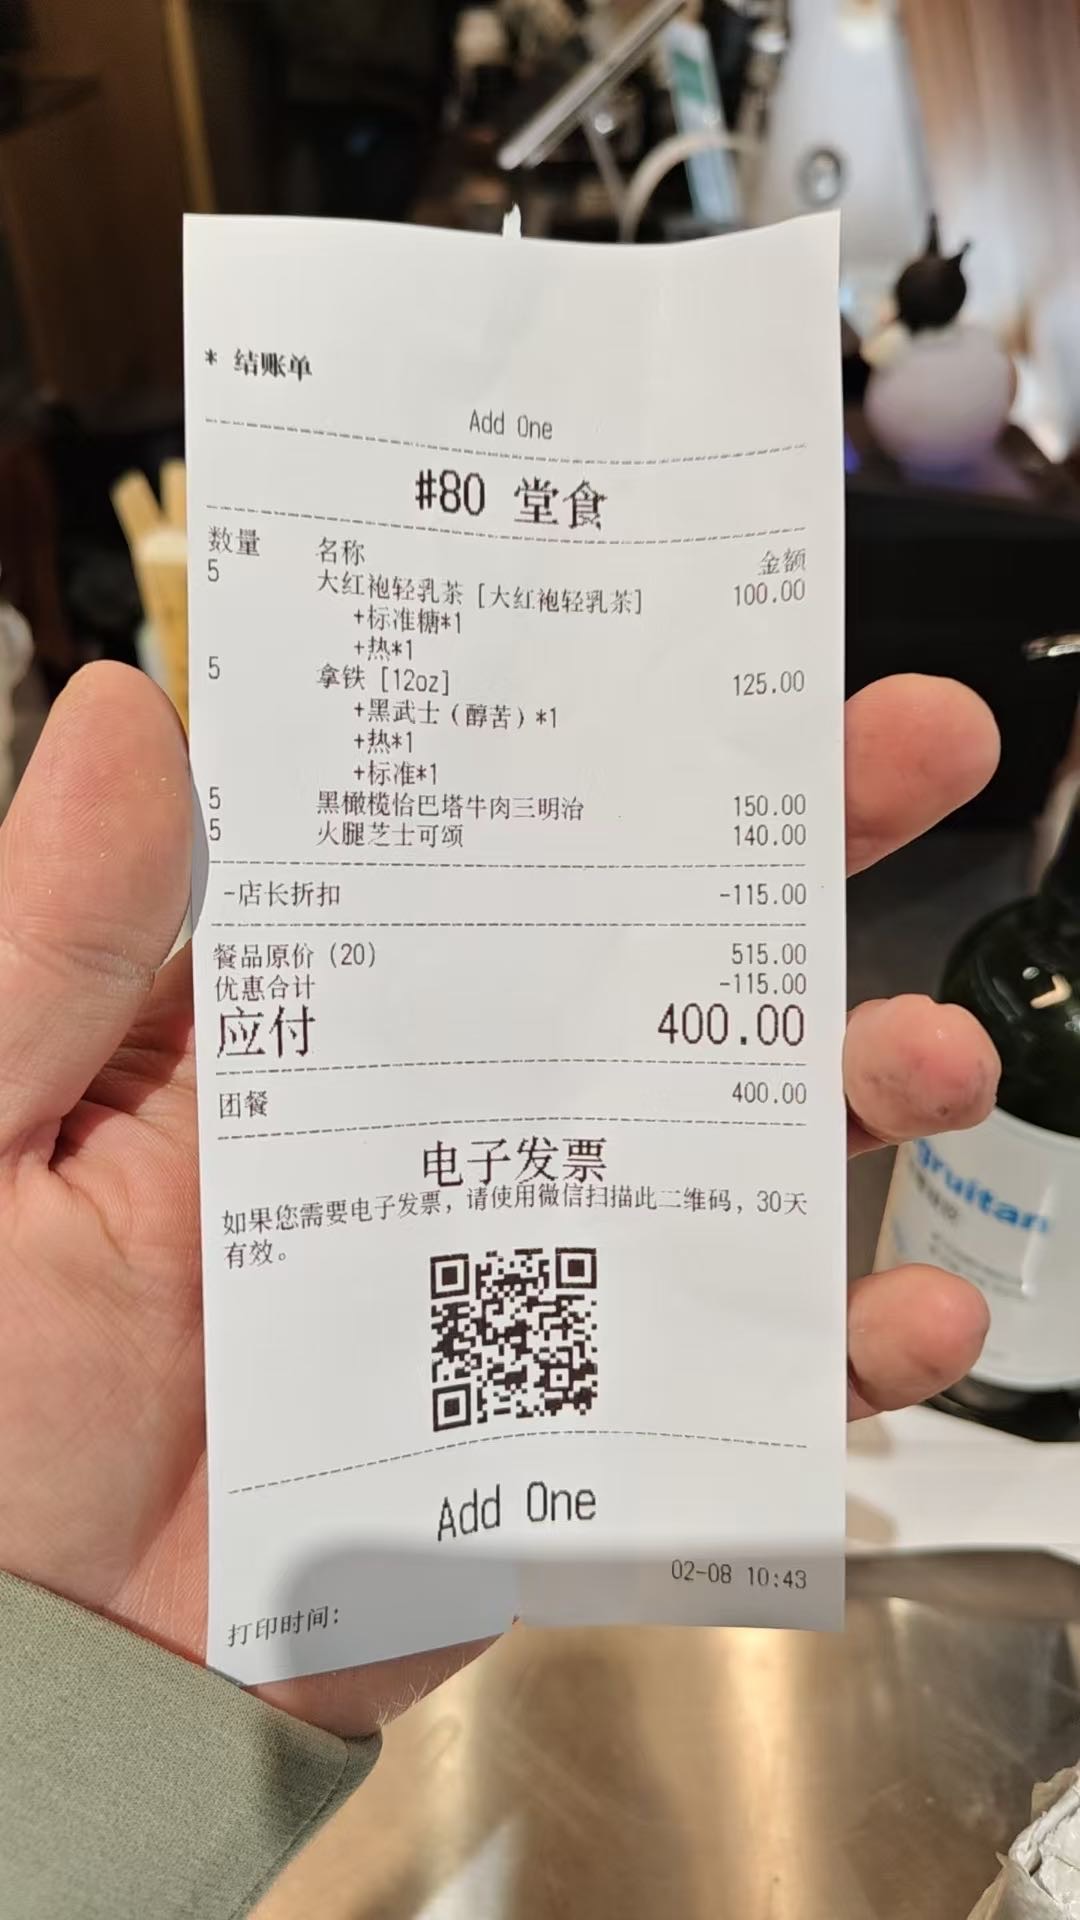 * 结账单
Add One
#80 堂食
数量 名称 金额
5 大红袍轻乳茶 [大红袍轻乳茶] 100.00
+标准糖*1
+热*1
5 拿铁 [12oz] 125.00
+黑武士(醇苦)*1
+热*1
+标准*1
5 黑橄榄恰巴塔牛肉三明治 150.00
5 火腿芝士可颂 140.00
-店长折扣 -115.00
餐品原价 (20) 515.00
优惠合计 -115.00
应付 400.00
团餐 400.00
电子发票
如果您需要电子发票，请使用微信扫描此二维码，30天
有效。
Add One
02-08 10:43
打印时间:
gruitan